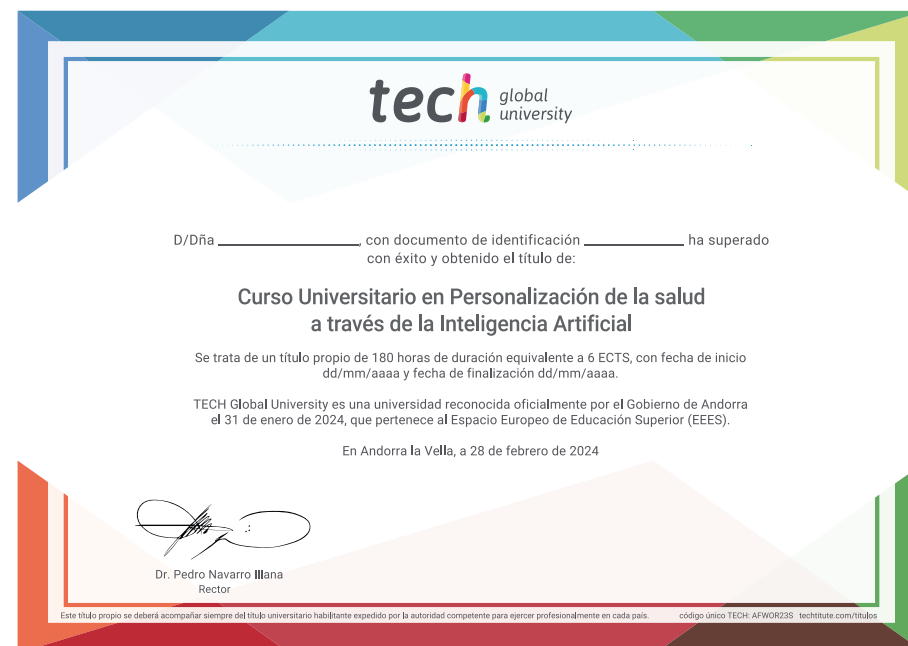 tech global
university
D/Dña ____________________, con documento de identificación ______________ ha superado
con éxito y obtenido el título de:
Curso Universitario en Personalización de la salud
a través de la Inteligencia Artificial
Se trata de un título propio de 180 horas de duración equivalente a 6 ECTS, con fecha de inicio
dd/mm/aaaa y fecha de finalización dd/mm/aaaa.
TECH Global University es una universidad reconocida oficialmente por el Gobierno de Andorra
el 31 de enero de 2024, que pertenece al Espacio Europeo de Educación Superior (EEES).
En Andorra la Vella, a 28 de febrero de 2024
Dr. Pedro Navarro Illana
Rector
Este título propio se deberá acompañar siempre del título universitario habilitante expedido por la autoridad competente para ejercer profesionalmente en cada país. código único TECH: AFWOR23S techtitute.com/titulos